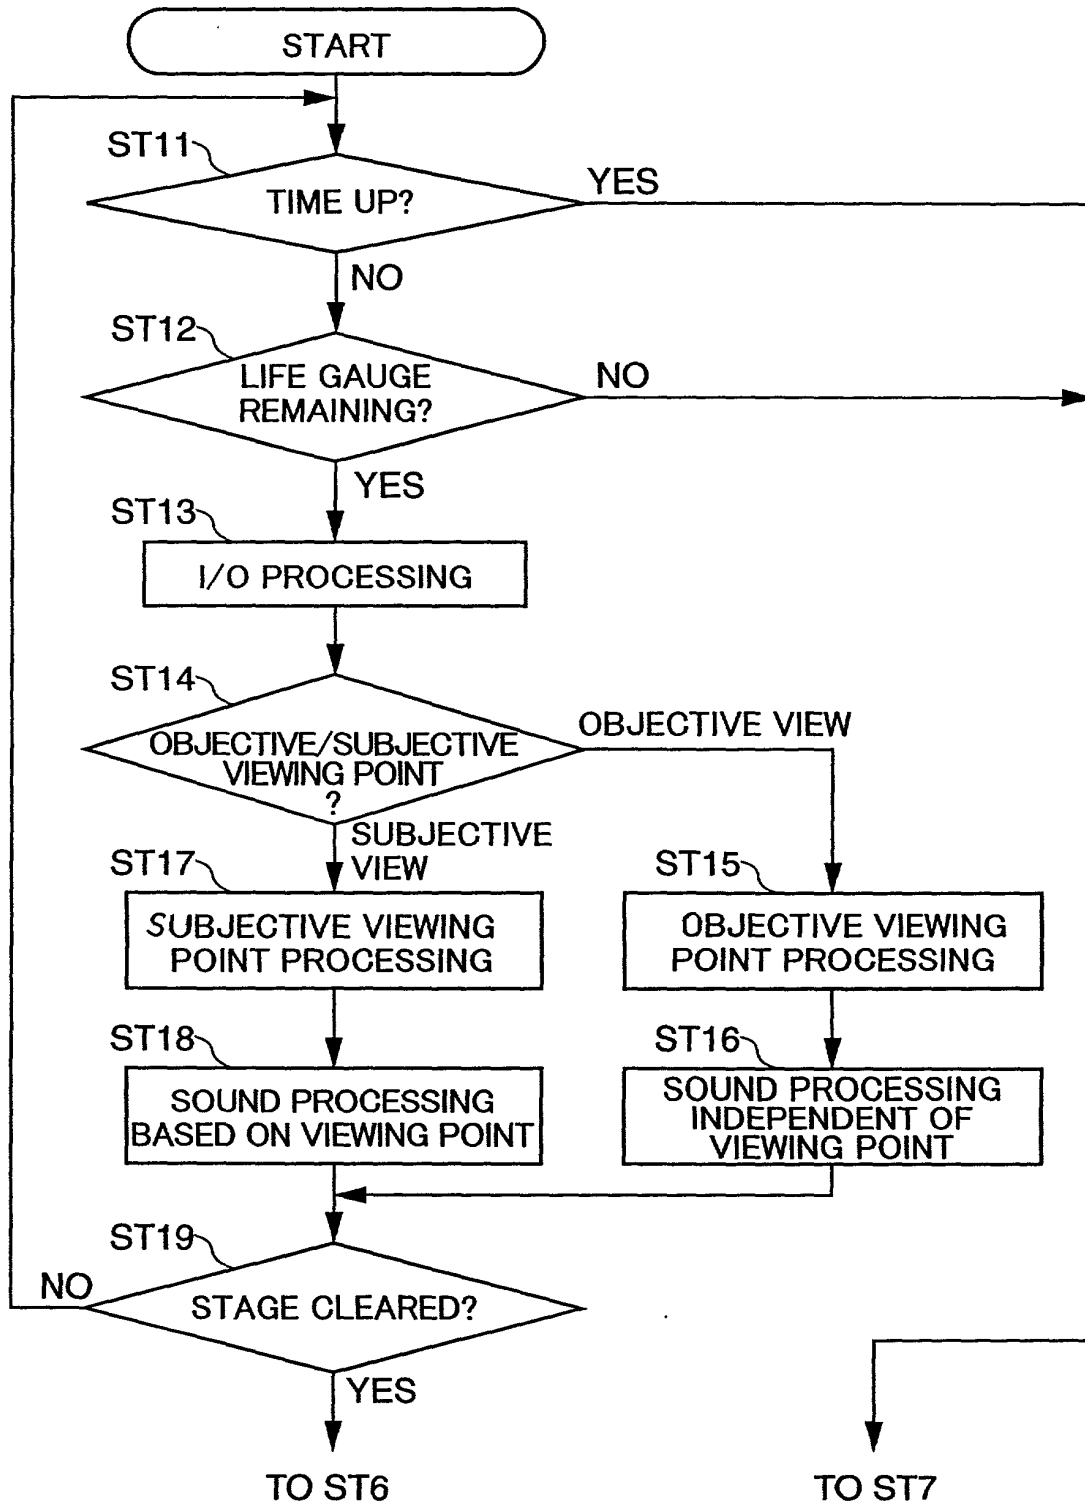 START
ST11
TIME UP?
YES
NO
ST12
LIFE GAUGE
REMAINING?
NO
YES
ST13
I/O PROCESSING
ST14
OBJECTIVE/SUBJECTIVE
VIEWING POINT
?
OBJECTIVE VIEW
SUBJECTIVE
VIEW
ST17
SUBJECTIVE VIEWING
POINT PROCESSING
ST15
OBJECTIVE VIEWING
POINT PROCESSING
ST18
SOUND PROCESSING
BASED ON VIEWING POINT
ST16
SOUND PROCESSING
INDEPENDENT OF
VIEWING POINT
ST19
NO
STAGE CLEARED?
YES
TO ST6
TO ST7